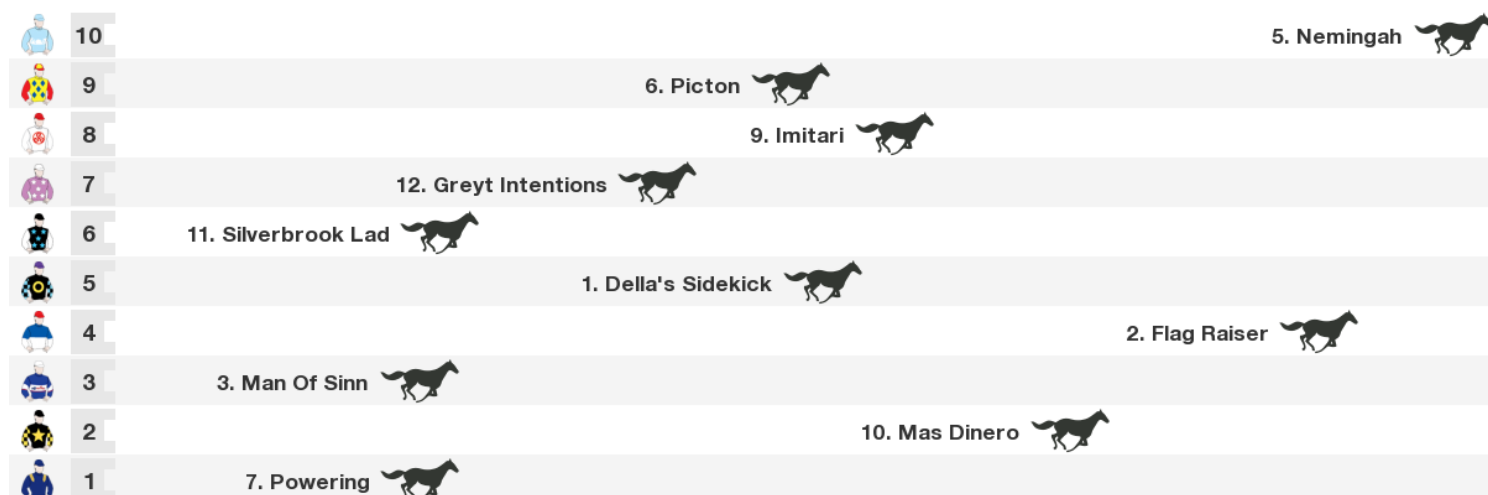 10 5. Nemingah
9 6. Picton
8 9. Imitari
7 12. Greyt Intentions
6 11. Silverbrook Lad
5 1. Della's Sidekick
4 2. Flag Raiser
3 3. Man Of Sinn
2 10. Mas Dinero
1 7. Powering